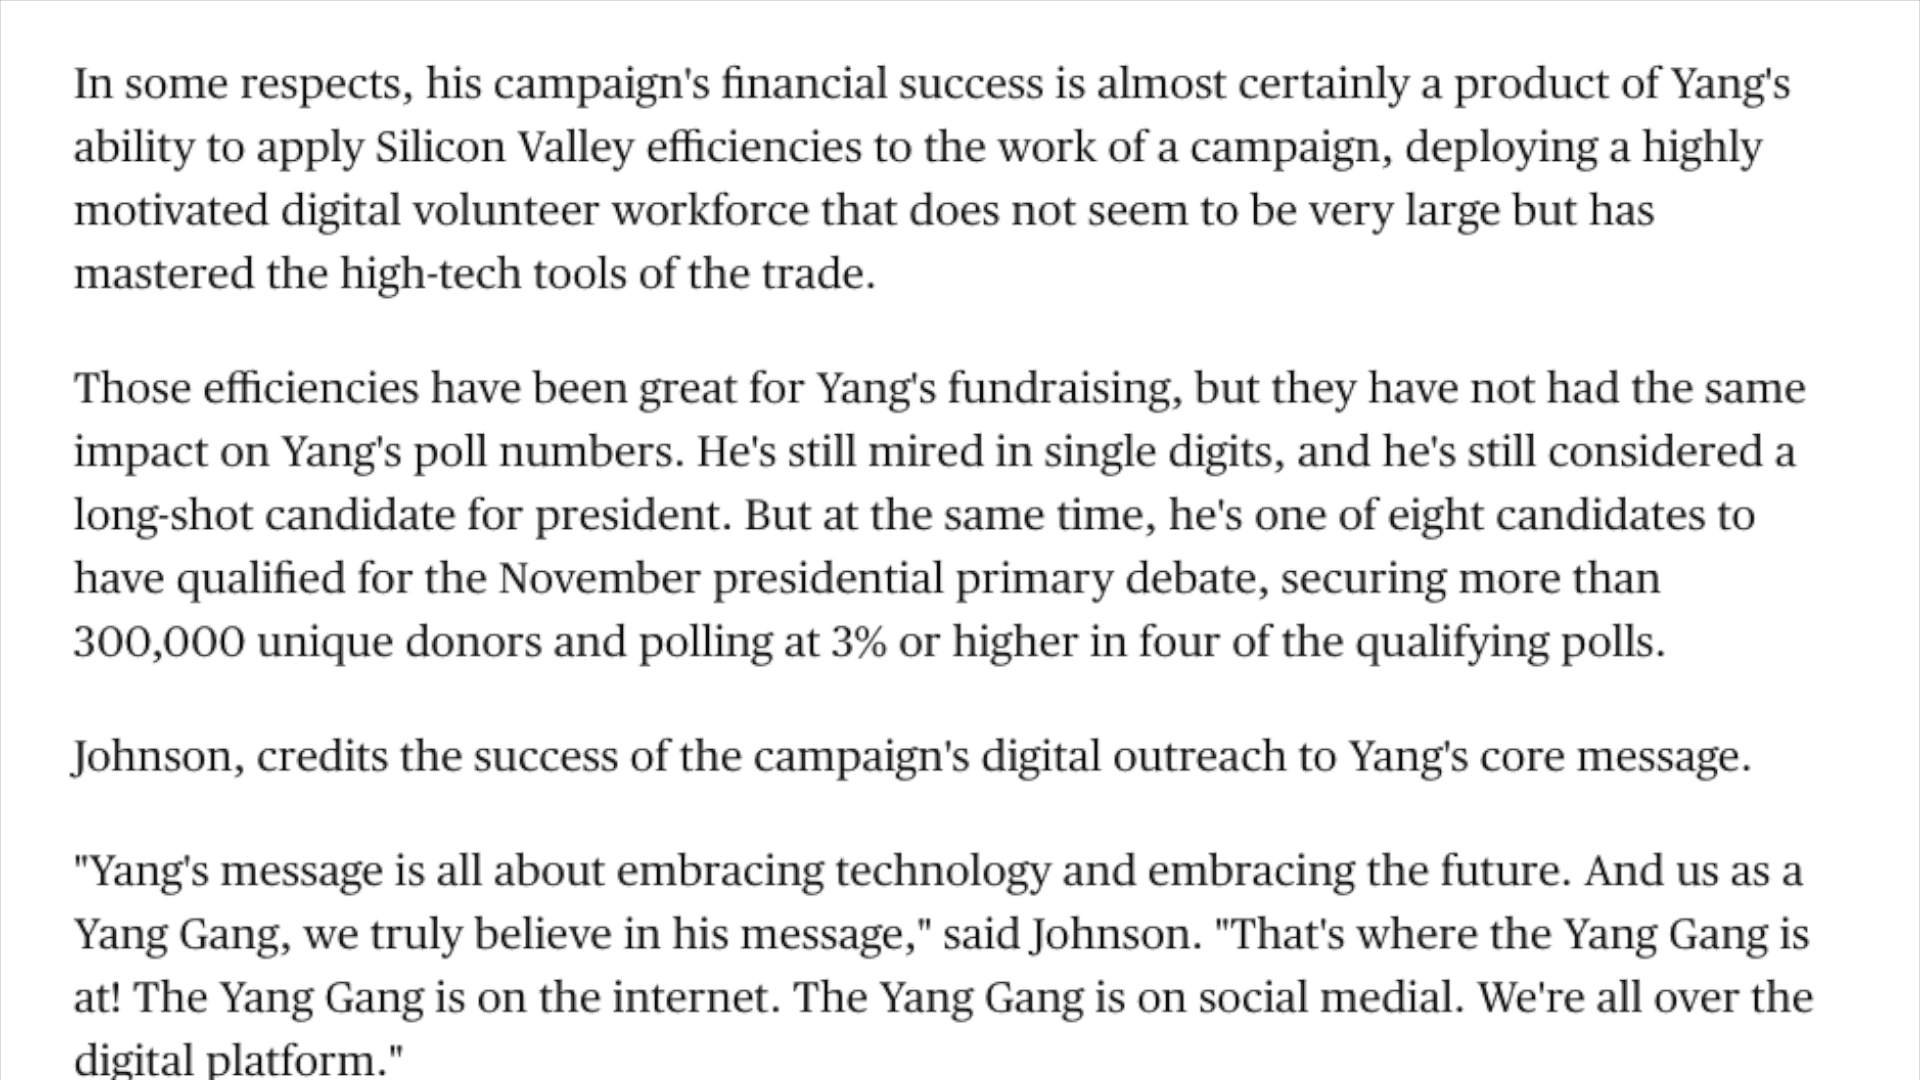 In some respects, his campaign's financial success is almost certainly a product of Yang's
ability to apply Silicon Valley efficiencies to the work of a campaign, deploying a highly
motivated digital volunteer workforce that does not seem to be very large but has
mastered the high-tech tools of the trade.
Those efficiencies have been great for Yang's fundraising, but they have not had the same
impact on Yang's poll numbers. He's still mired in single digits, and he's still considered a
long-shot candidate for president. But at the same time, he's one of eight candidates to
have qualified for the November presidential primary debate, securing more than
300,000 unique donors and polling at 3% or higher in four of the qualifying polls.
Johnson, credits the success of the campaign's digital outreach to Yang's core message.
"Yang's message is all about embracing technology and embracing the future. And us as a
Yang Gang, we truly believe in his message," said Johnson. "That's where the Yang Gang is
at! The Yang Gang is on the internet. The Yang Gang is on social medial. We're all over the
digital platform."